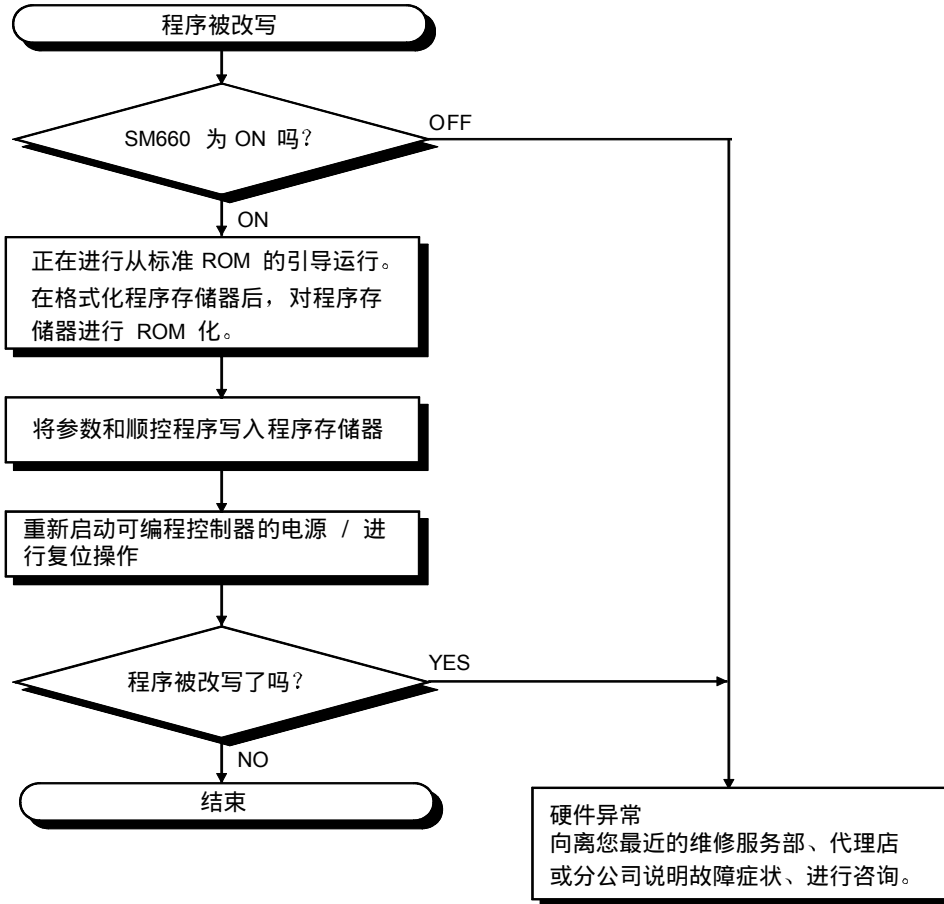 程序被改写
SM660 为 ON 吗？
OFF
ON
正在进行从标准 ROM 的引导运行。
在格式化程序存储器后，对程序存
储器进行 ROM 化。
将参数和顺控程序写入程序存储器
重新启动可编程控制器的电源 / 进
行复位操作
程序被改写了吗？
YES
NO
结束
硬件异常
向离您最近的维修服务部、代理店
或分公司说明故障症状、进行咨询。